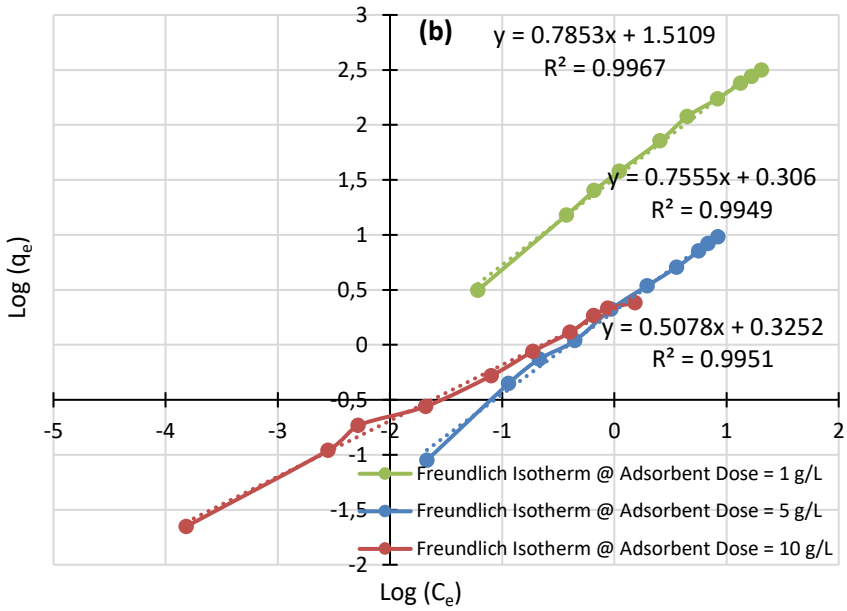 3
(b)
y = 0.7853x + 1.5109
R² = 0.9967
2,5
2
1,5
y = 0.7555x + 0.306
R² = 0.9949
1
0,5
y = 0.5078x + 0.3252
R² = 0.9951
0
-0,5
-5 -4 -3 -2 -1 0 1 2
-1
Freundlich Isotherm @ Adsorbent Dose = 1 g/L
-1,5
Freundlich Isotherm @ Adsorbent Dose = 5 g/L
Freundlich Isotherm @ Adsorbent Dose = 10 g/L
-2
Log (qₑ)
Log (Cₑ)